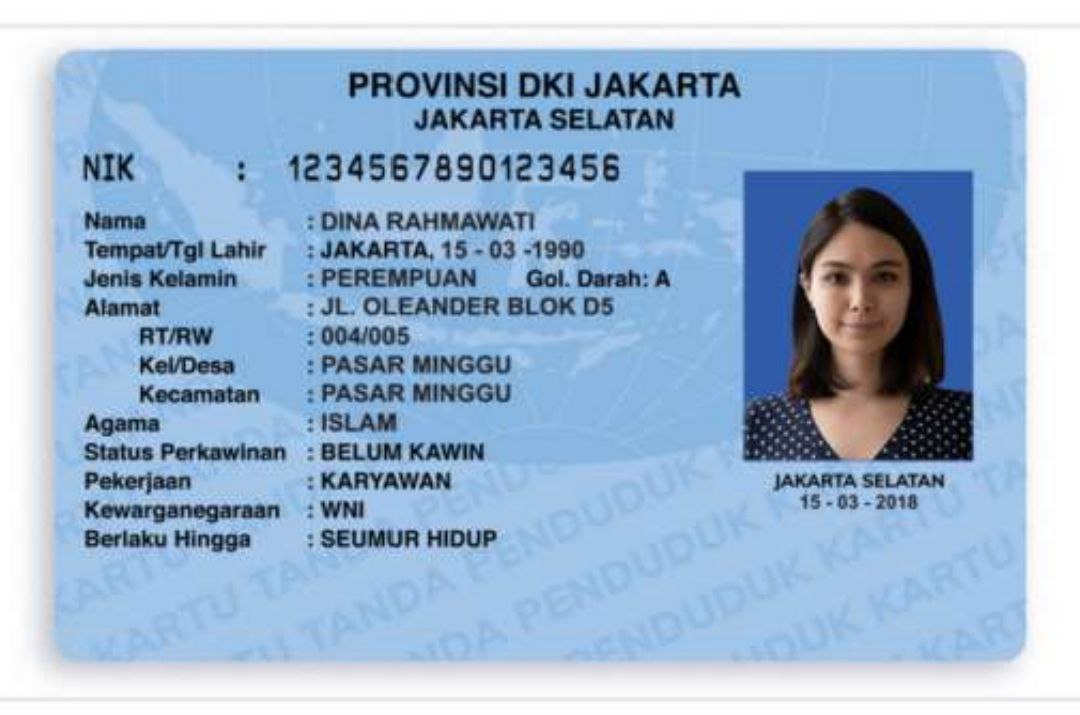 PROVINSI DKI JAKARTA
JAKARTA SELATAN
NIK : 1234567890123456
Nama : DINA RAHMAWATI
Tempat/Tgl Lahir : JAKARTA, 15 - 03 -1990
Jenis Kelamin : PEREMPUAN Gol. Darah: A
Alamat : JL. OLEANDER BLOK D5
RT/RW : 004/005
Kel/Desa : PASAR MINGGU
Kecamatan : PASAR MINGGU
Agama : ISLAM
Status Perkawinan : BELUM KAWIN
Pekerjaan : KARYAWAN
Kewarganegaraan : WNI
Berlaku Hingga : SEUMUR HIDUP
JAKARTA SELATAN
15 - 03 - 2018
KARTU TANDA PENDUDUK KARTU